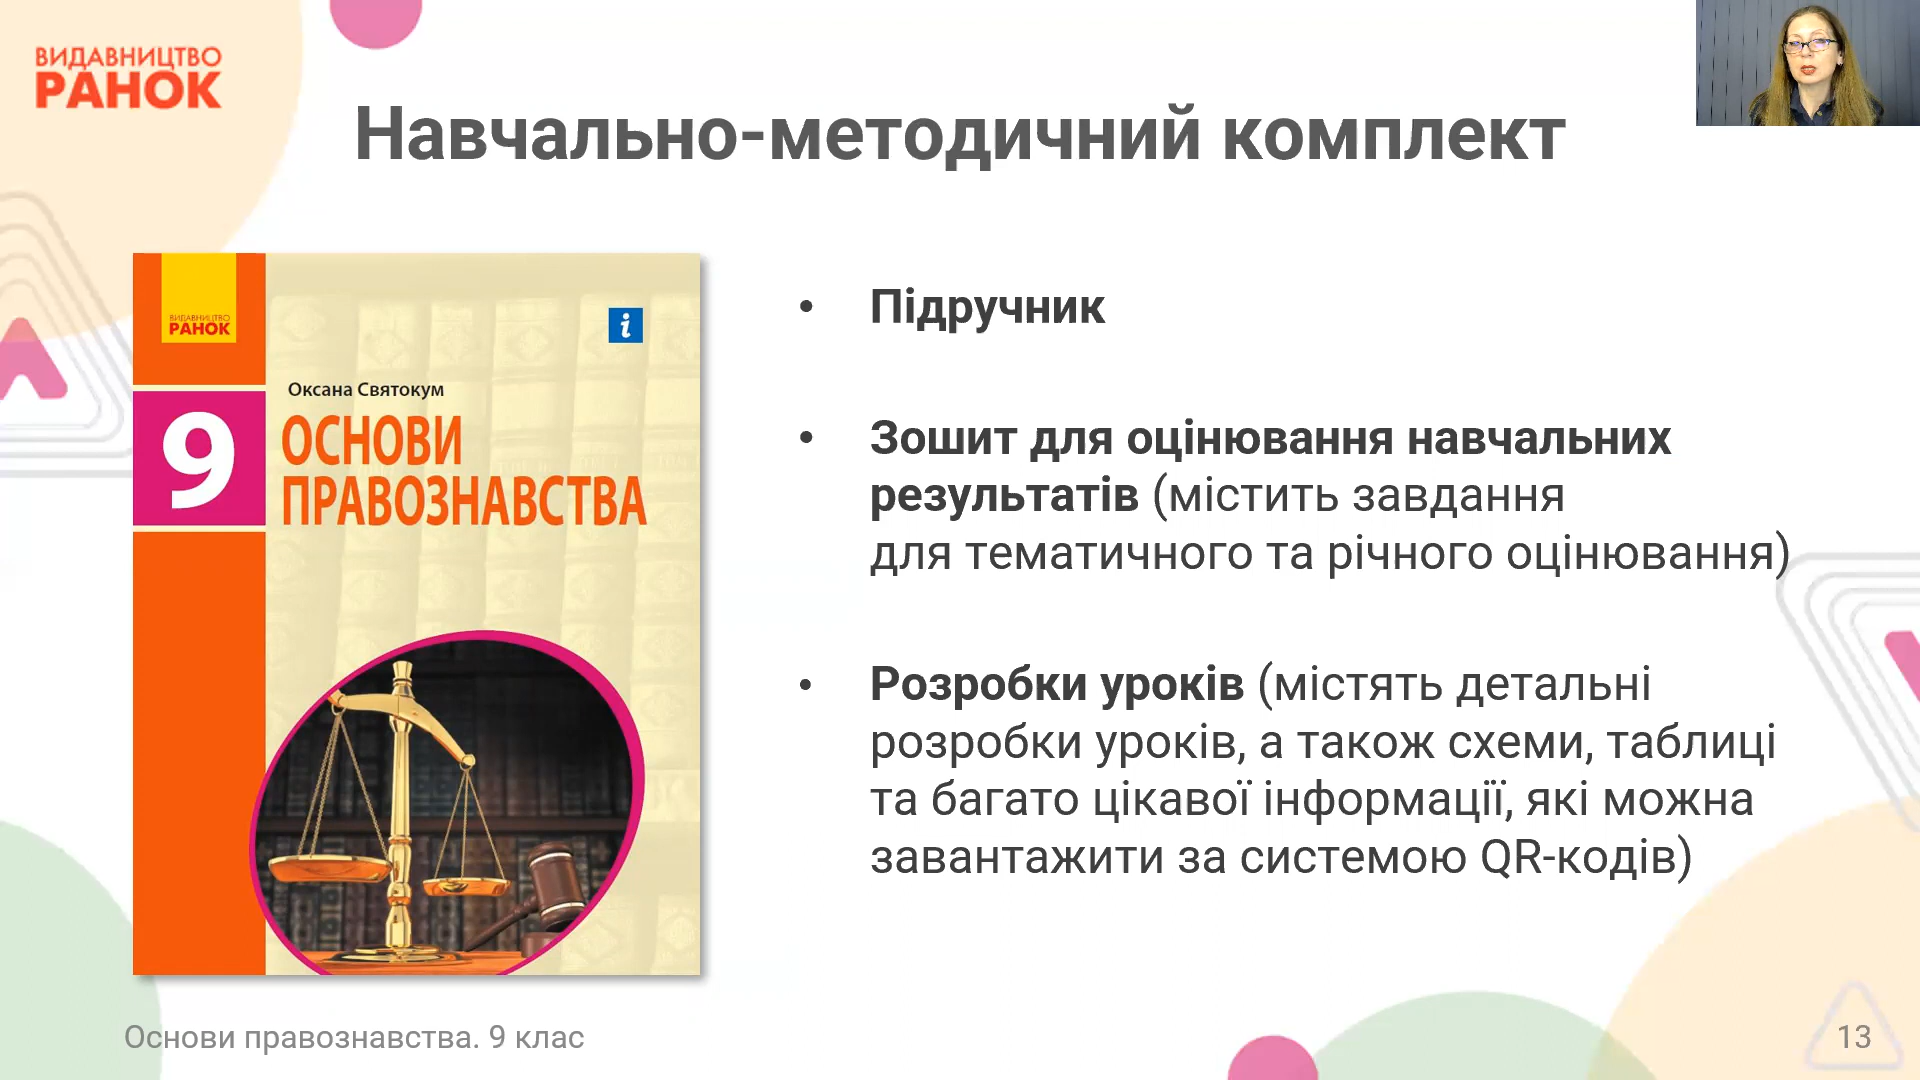 ВИДАВНИЦТВО
РАНОК
Навчально-методичний комплект
ВИДАВНИЦТВО
РАНОК
i
Оксана Святокум
9
ОСНОВИ
ПРАВОЗНАВСТВА
• Підручник
• Зошит для оцінювання навчальних
результатів (містить завдання
для тематичного та річного оцінювання)
• Розробки уроків (містять детальні
розробки уроків, а також схеми, таблиці
та багато цікавої інформації, які можна
завантажити за системою QR-кодів)
Основи правознавства. 9 клас
13